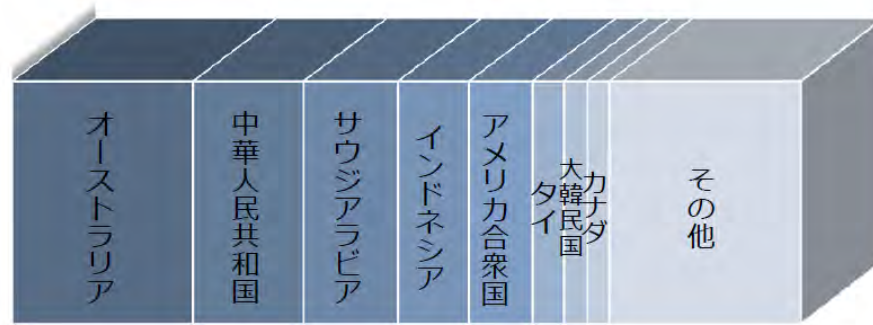 オーストラリア
中華人民共和国
サウジアラビア
インドネシア
アメリカ合衆国
タイ
大韓民国
カナダ
その他